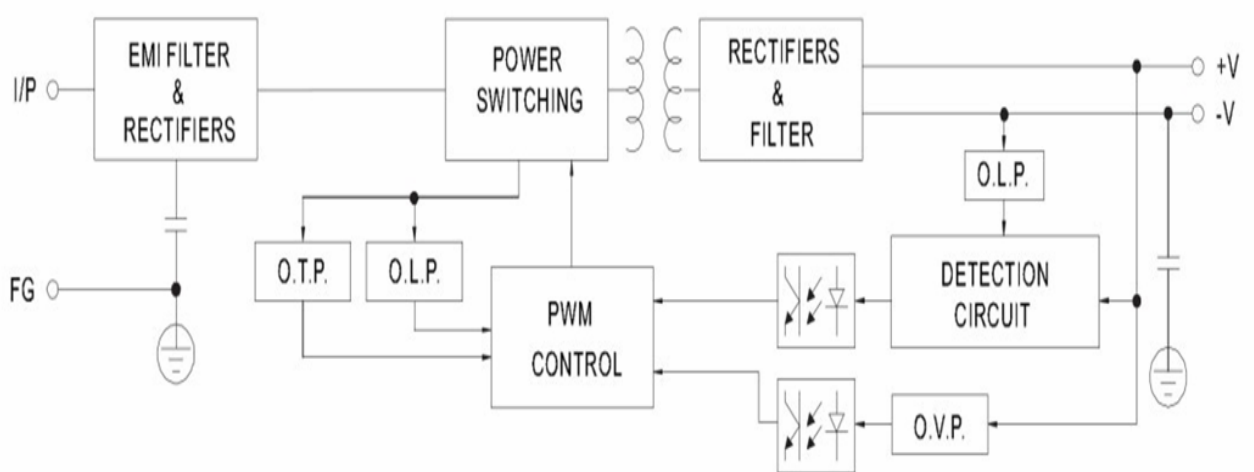 I/P
EMI FILTER
&
RECTIFIERS
POWER
SWITCHING
RECTIFIERS
&
FILTER
+V
-V
O.L.P.
FG
O.T.P.
O.L.P.
PWM
CONTROL
DETECTION
CIRCUIT
O.V.P.